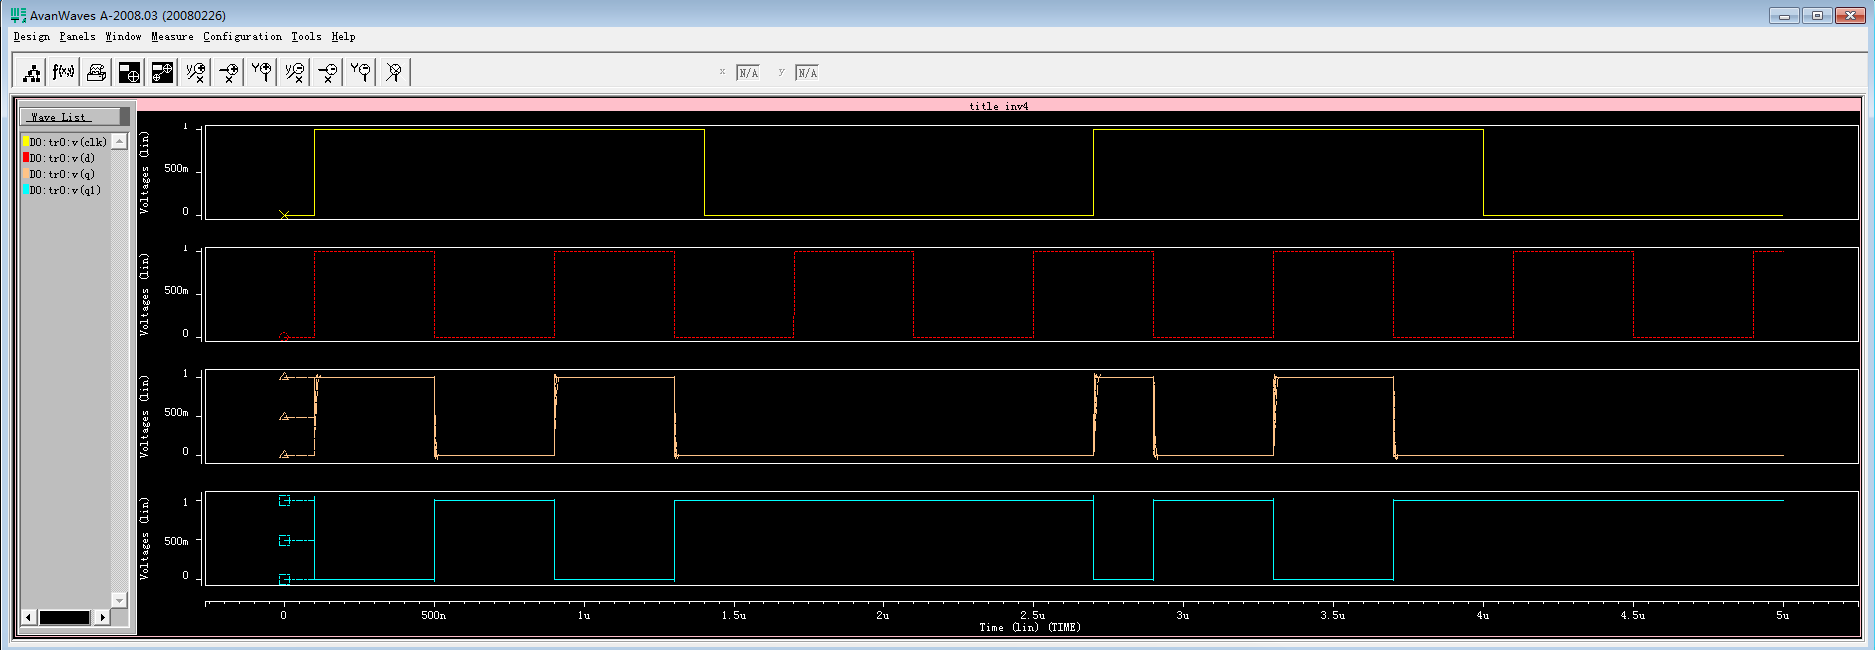 AvanWaves A-2008.03 (20080226)
Design Panels Window Measure Configuration Tools Help
f(x)
x N/A y N/A
title inv4
Wave List
D0:tr0:v(clk)
D0:tr0:v(d)
D0:tr0:v(q)
D0:tr0:v(q1)
Voltages (lin)
1
500m
0
Voltages (lin)
1
500m
0
Voltages (lin)
1
500m
0
Voltages (lin)
1
500m
0
0 500n 1u 1.5u 2u 2.5u 3u 3.5u 4u 4.5u 5u
Time (lin) (TIME)